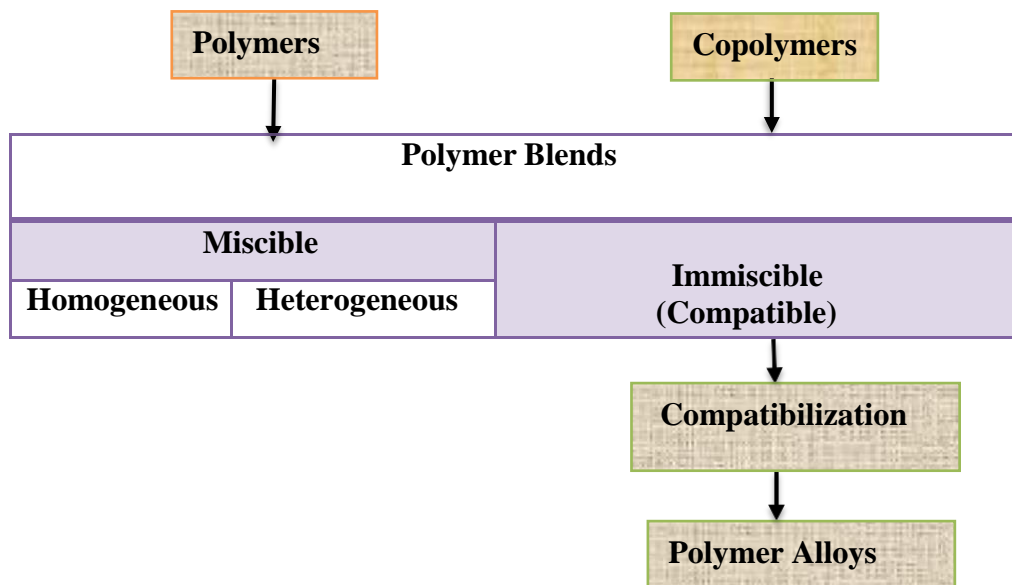 Polymers
Copolymers
Polymer Blends
Miscible
Homogeneous
Heterogeneous
Immiscible
(Compatible)
Compatibilization
Polymer Alloys